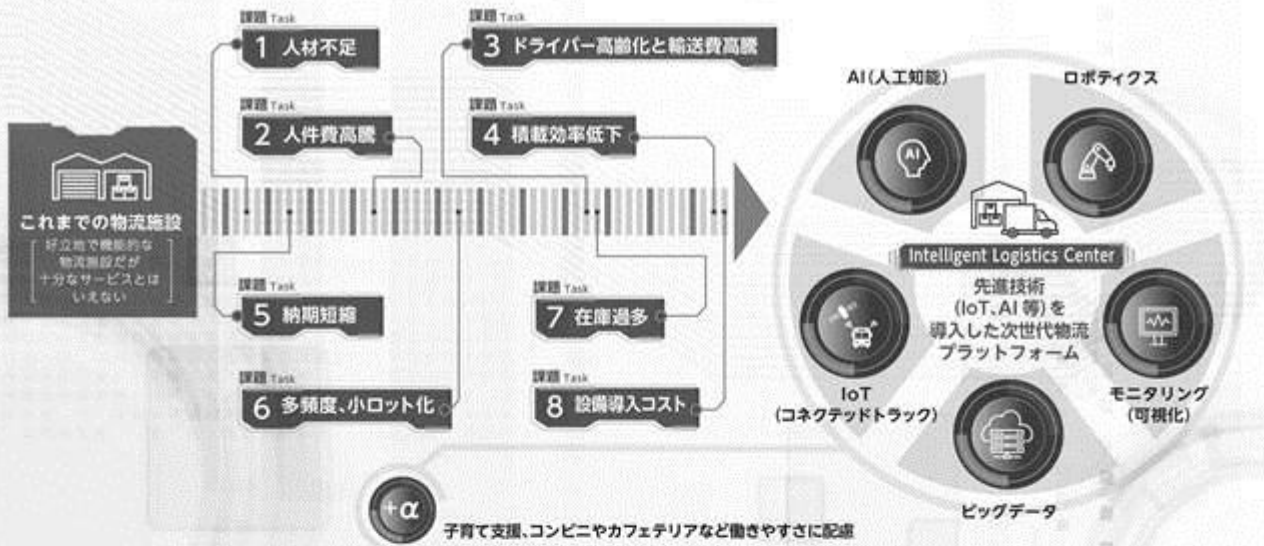 これまでの物流施設
好立地で機能的な
物流施設だが
十分なサービスとは
いえない
課題 Task
1 人材不足
課題 Task
2 人件費高騰
課題 Task
3 ドライバー高齢化と輸送費高騰
課題 Task
4 積載効率低下
課題 Task
5 納期短縮
課題 Task
6 多頻度、小ロット化
課題 Task
7 在庫過多
課題 Task
8 設備導入コスト
AI(人工知能)
AI
ロボティクス
Intelligent Logistics Center
先進技術
(IoT、AI 等)を
導入した次世代物流
プラットフォーム
IoT
(コネクテッドトラック)
モニタリング
(可視化)
ビッグデータ
+α
子育て支援、コンビニやカフェテリアなど働きやすさに配慮